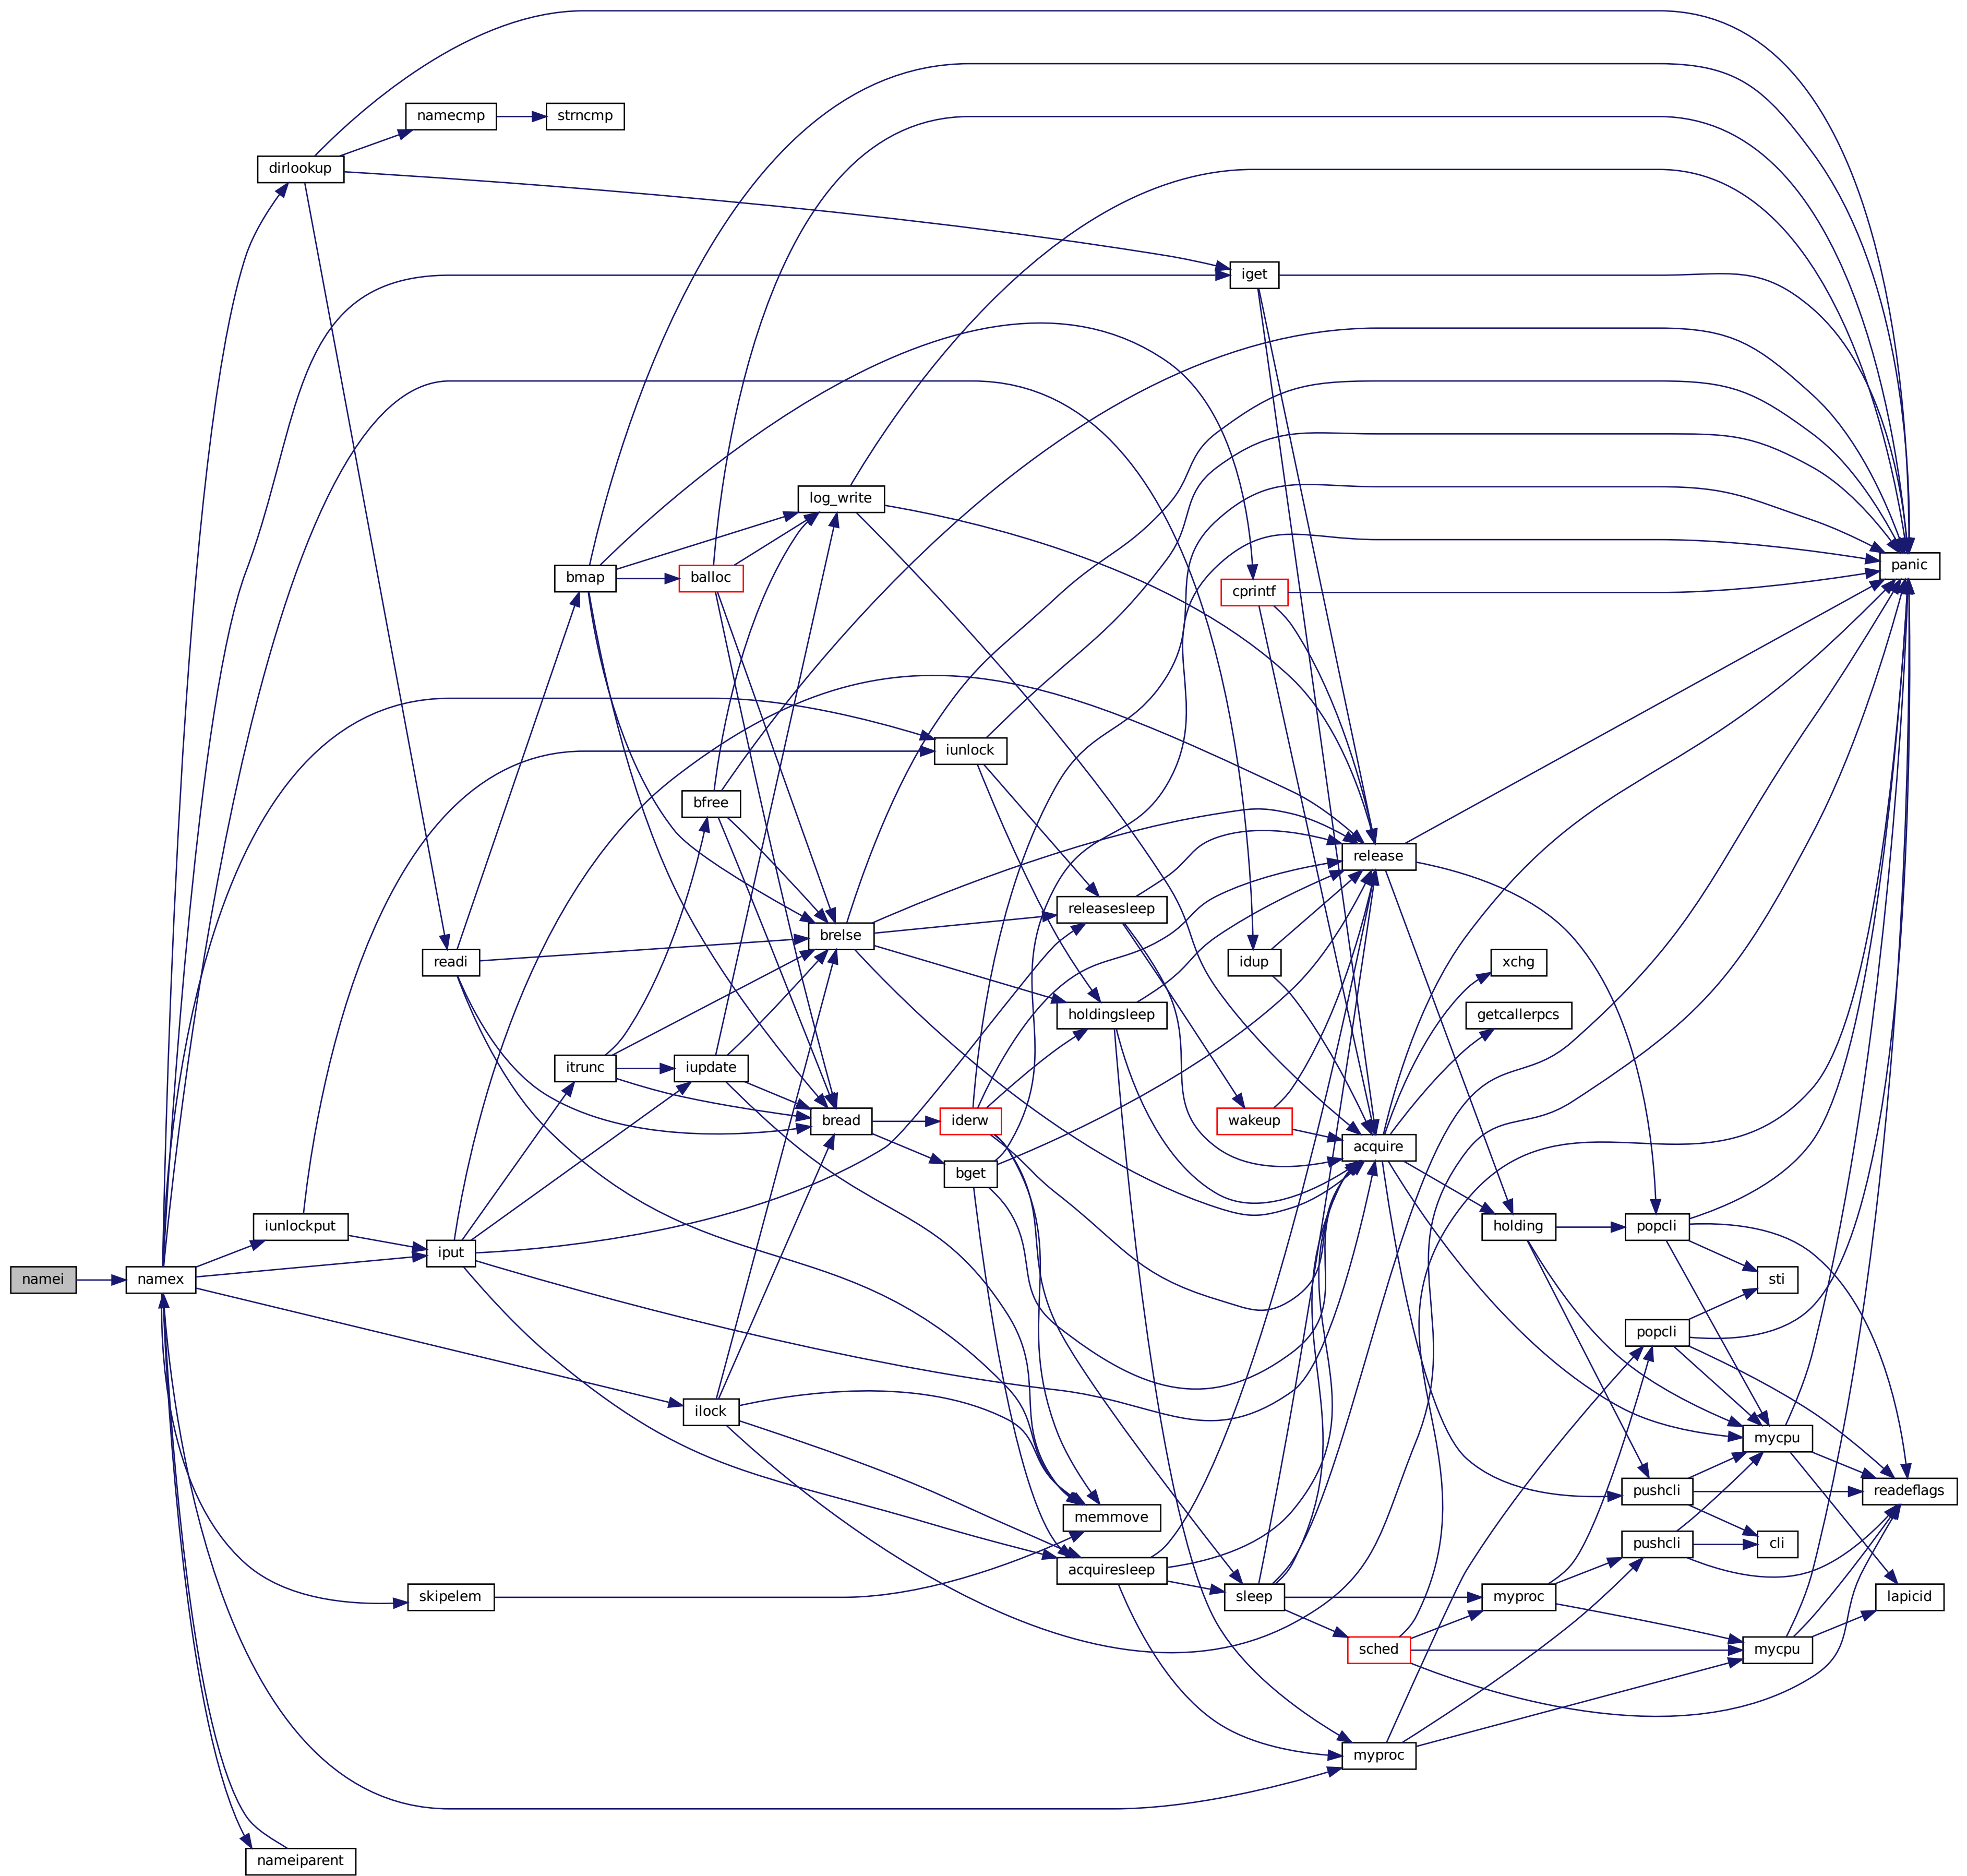 namecmp
strncmp
dirlookup
iget
log_write
bmap
balloc
cprintf
panic
iunlock
bfree
release
releasesleep
brelse
readi
idup
xchg
holdingsleep
getcallerpcs
itrunc
iupdate
bread
iderw
wakeup
acquire
bget
iunlockput
holding
popcli
iput
namei
namex
sti
popcli
ilock
mycpu
pushcli
readeflags
memmove
pushcli
cli
acquiresleep
skipelem
sleep
myproc
lapicid
sched
mycpu
myproc
nameiparent